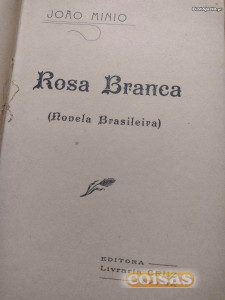 JOÃO MINIO
Rosa Branca
(Novela Brasileira)
EDITORA
Livraria
coisas